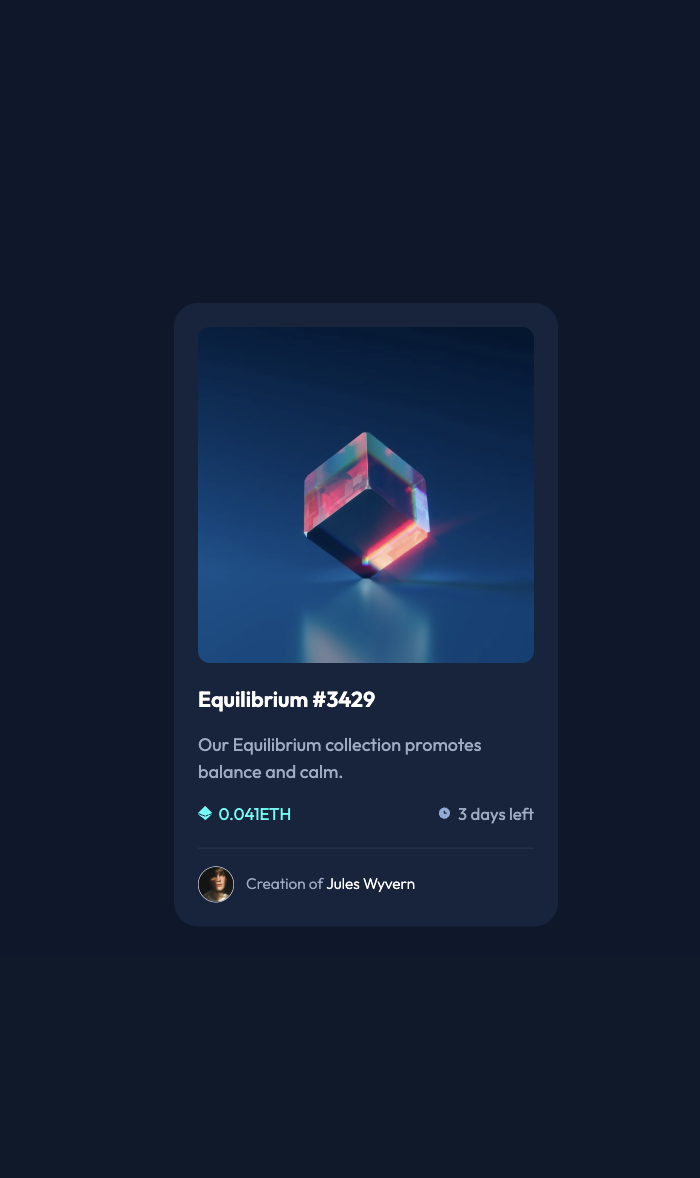 Equilibrium #3429
Our Equilibrium collection promotes
balance and calm.
0.041ETH
3 days left
Creation of Jules Wyvern